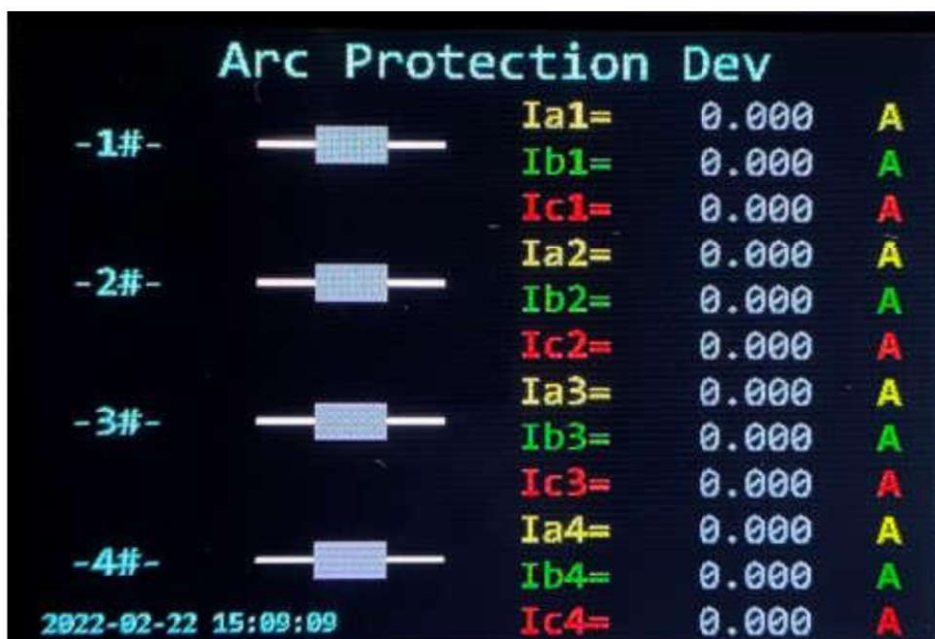 Arc Protection Dev
-1#-
Ia1= 0.000 A
Ib1= 0.000 A
Ic1= 0.000 A
-2#-
Ia2= 0.000 A
Ib2= 0.000 A
Ic2= 0.000 A
-3#-
Ia3= 0.000 A
Ib3= 0.000 A
Ic3= 0.000 A
-4#-
Ia4= 0.000 A
Ib4= 0.000 A
Ic4= 0.000 A
2022-02-22 15:09:09